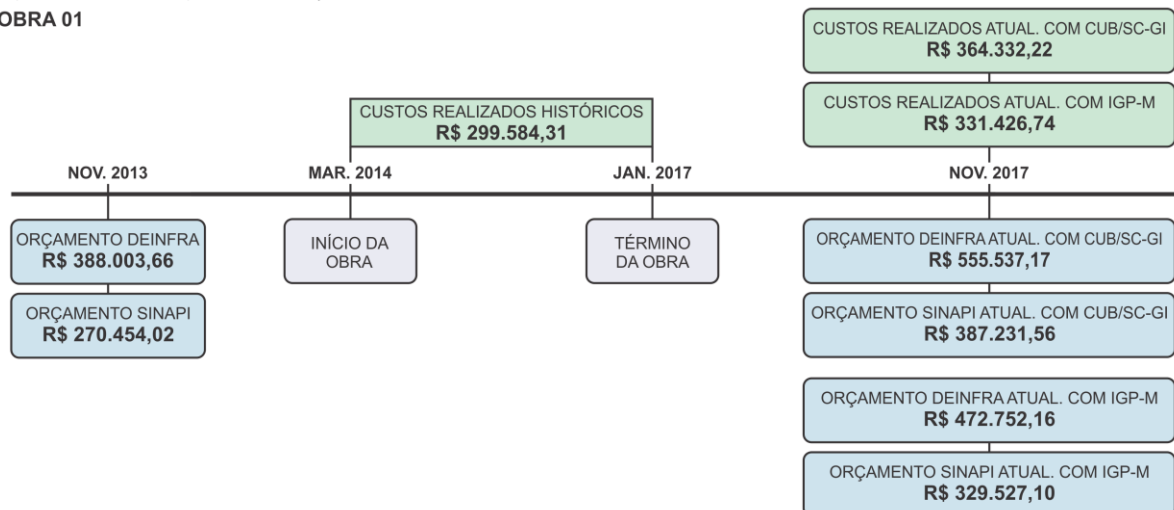 OBRA 01
CUSTOS REALIZADOS ATUAL. COM CUB/SC-GI
R$ 364.332,22
CUSTOS REALIZADOS ATUAL. COM IGP-M
R$ 331.426,74
CUSTOS REALIZADOS HISTÓRICOS
R$ 299.584,31
NOV. 2013
MAR. 2014
JAN. 2017
NOV. 2017
ORÇAMENTO DEINFRA
R$ 388.003,66
ORÇAMENTO SINAPI
R$ 270.454,02
INÍCIO DA
OBRA
TÉRMINO
DA OBRA
ORÇAMENTO DEINFRA ATUAL. COM CUB/SC-GI
R$ 555.537,17
ORÇAMENTO SINAPI ATUAL. COM CUB/SC-GI
R$ 387.231,56
ORÇAMENTO DEINFRA ATUAL. COM IGP-M
R$ 472.752,16
ORÇAMENTO SINAPI ATUAL. COM IGP-M
R$ 329.527,10